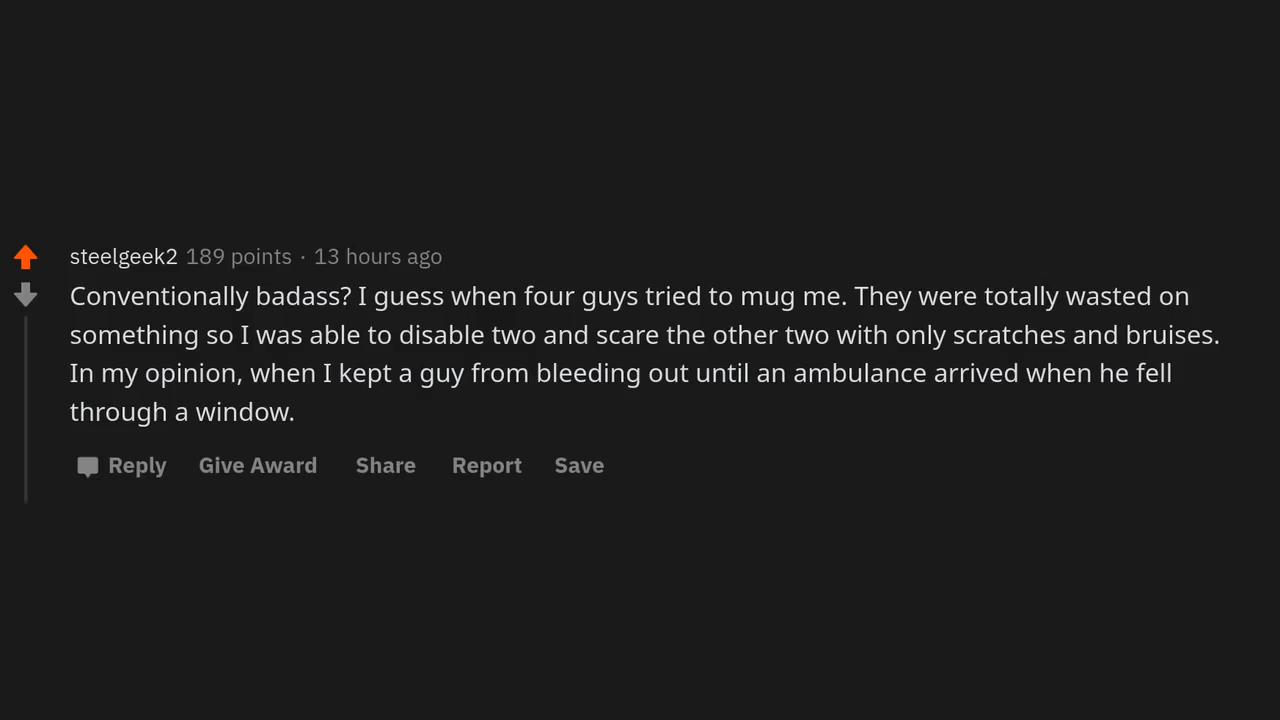 steelgeek2 189 points · 13 hours ago
Conventionally badass? I guess when four guys tried to mug me. They were totally wasted on
something so I was able to disable two and scare the other two with only scratches and bruises.
In my opinion, when I kept a guy from bleeding out until an ambulance arrived when he fell
through a window.
Reply Give Award Share Report Save